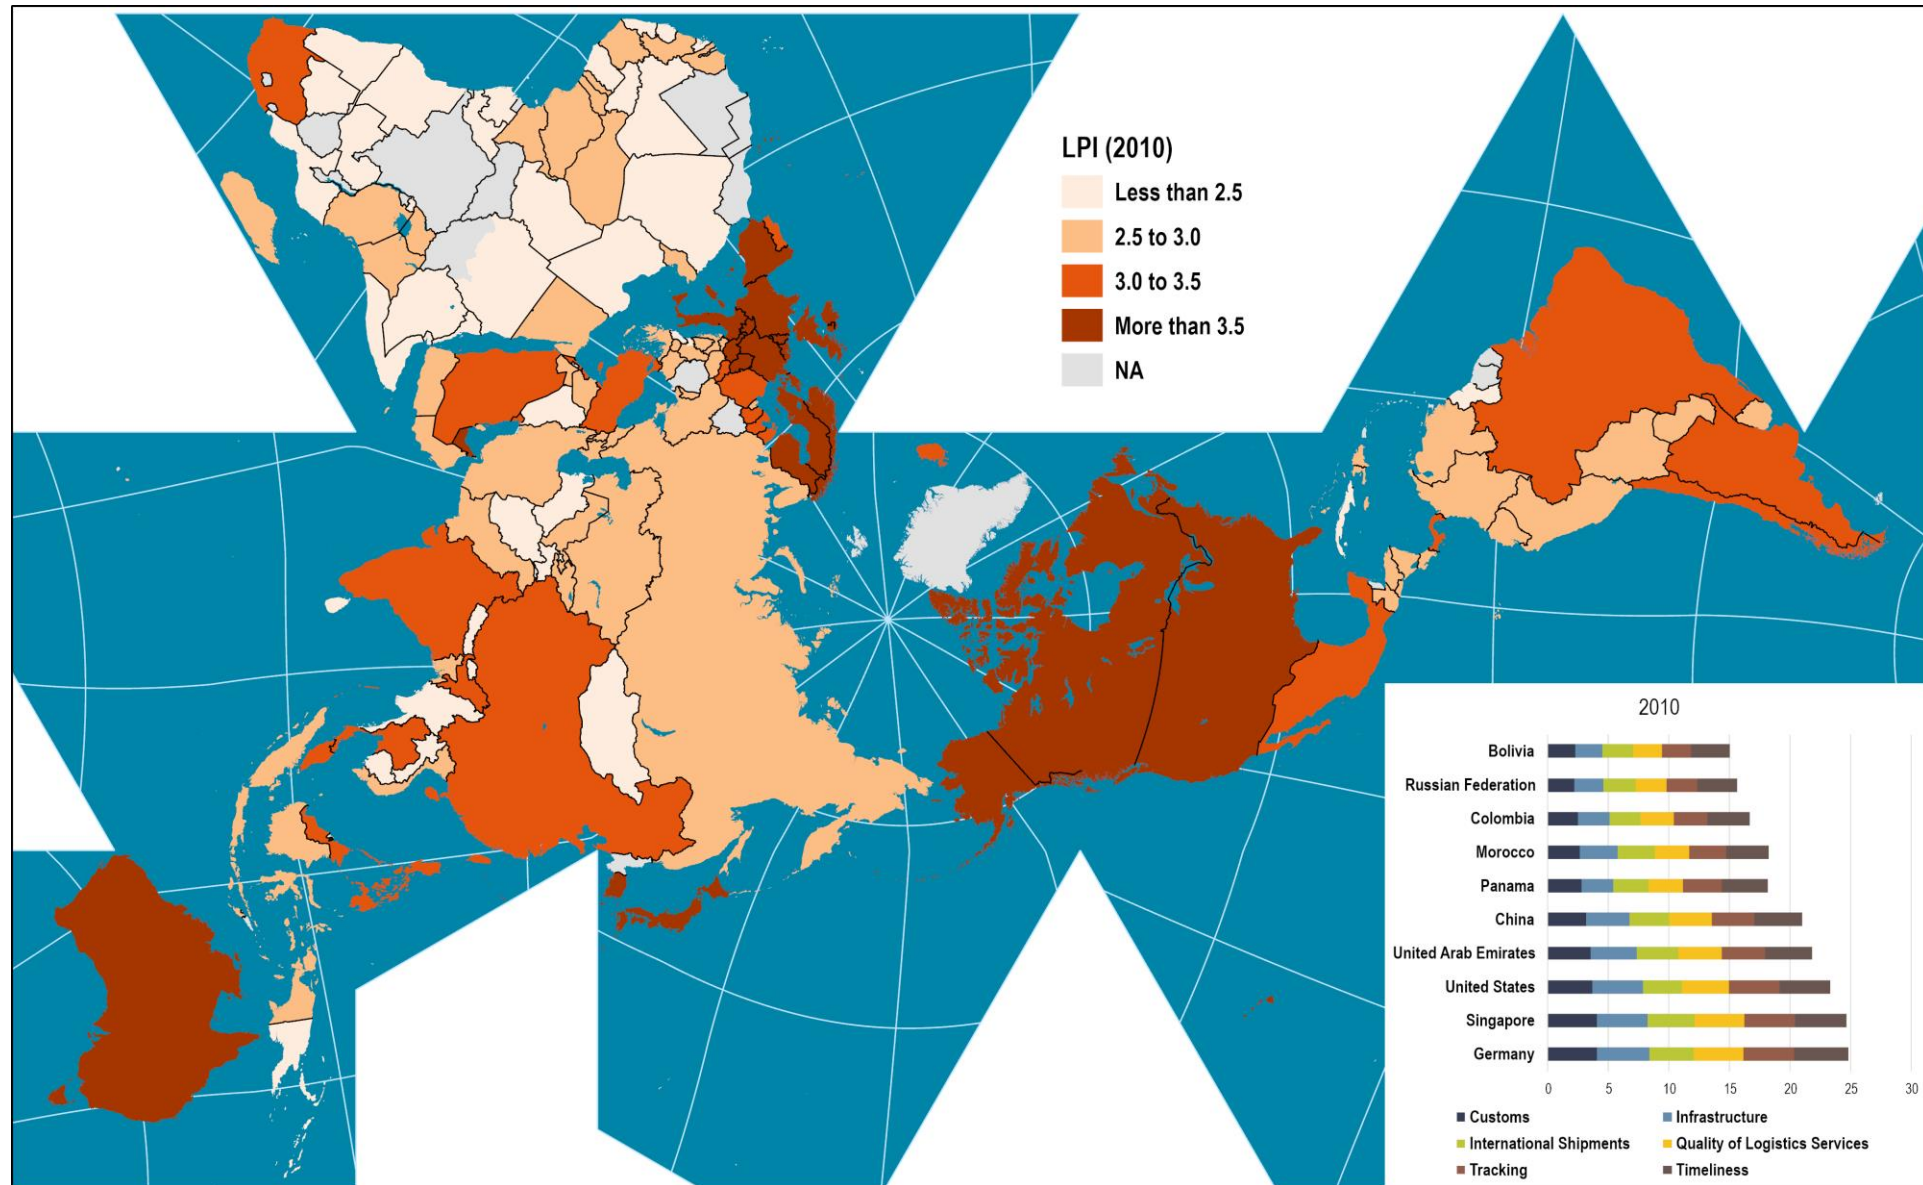 LPI (2010)
Less than 2.5
2.5 to 3.0
3.0 to 3.5
More than 3.5
NA
2010
Bolivia
Russian Federation
Colombia
Morocco
Panama
China
United Arab Emirates
United States
Singapore
Germany
0 5 10 15 20 25 30
Customs Infrastructure
International Shipments Quality of Logistics Services
Tracking Timeliness